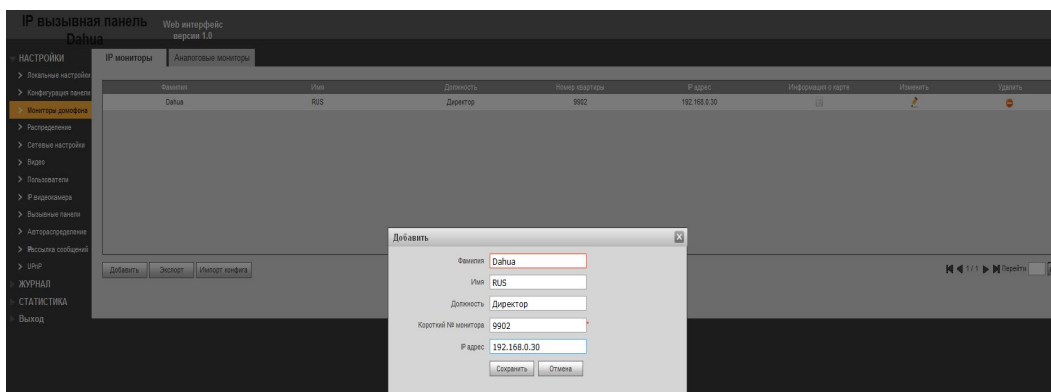 IP вызывная панель
Dahua
Web интерфейс
версии 1.0
НАСТРОЙКИ
Локальные настройки
Конфигурация панели
Мониторы домофона
Распределение
Сетевые настройки
Видео
Пользователи
IP видеокамера
Вызывные панели
Автораспределение
Рассылка сообщений
UPnP
ЖУРНАЛ
СТАТИСТИКА
Выход
IP мониторы
Аналоговые мониторы
Фамилия Имя Должность Номер квартиры IP адрес Информация о карте Изменить Удалить
Dahua RUS Директор 9902 192.168.0.30
Добавить Экспорт Импорт конфига
1/1 Перейти
Добавить
Фамилия Dahua
Имя RUS
Должность Директор
Короткий № монитора 9902 *
IP адрес 192.168.0.30
Сохранить Отмена